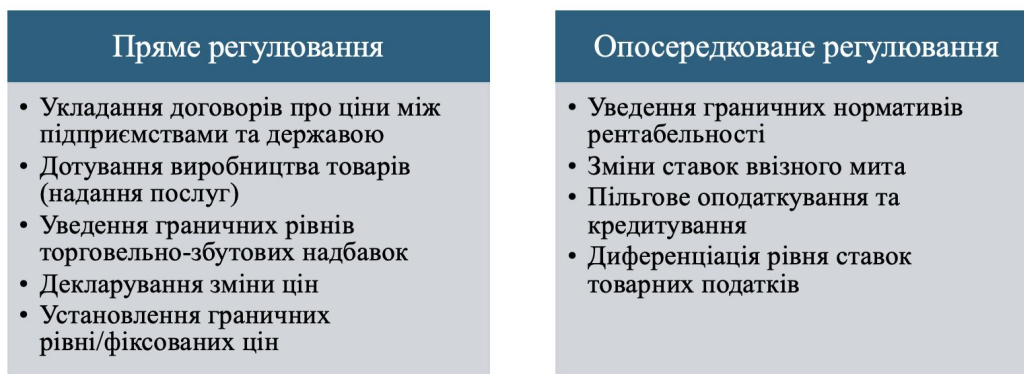 Пряме регулювання
• Укладання договорів про ціни між
підприємствами та державою
• Дотування виробництва товарів
(надання послуг)
• Уведення граничних рівнів
торговельно-збутових надбавок
• Декларування зміни цін
• Установлення граничних
рівні/фіксованих цін
Опосередковане регулювання
• Уведення граничних нормативів
рентабельності
• Зміни ставок ввізного мита
• Пільгове оподаткування та
кредитування
• Диференціація рівня ставок
товарних податків